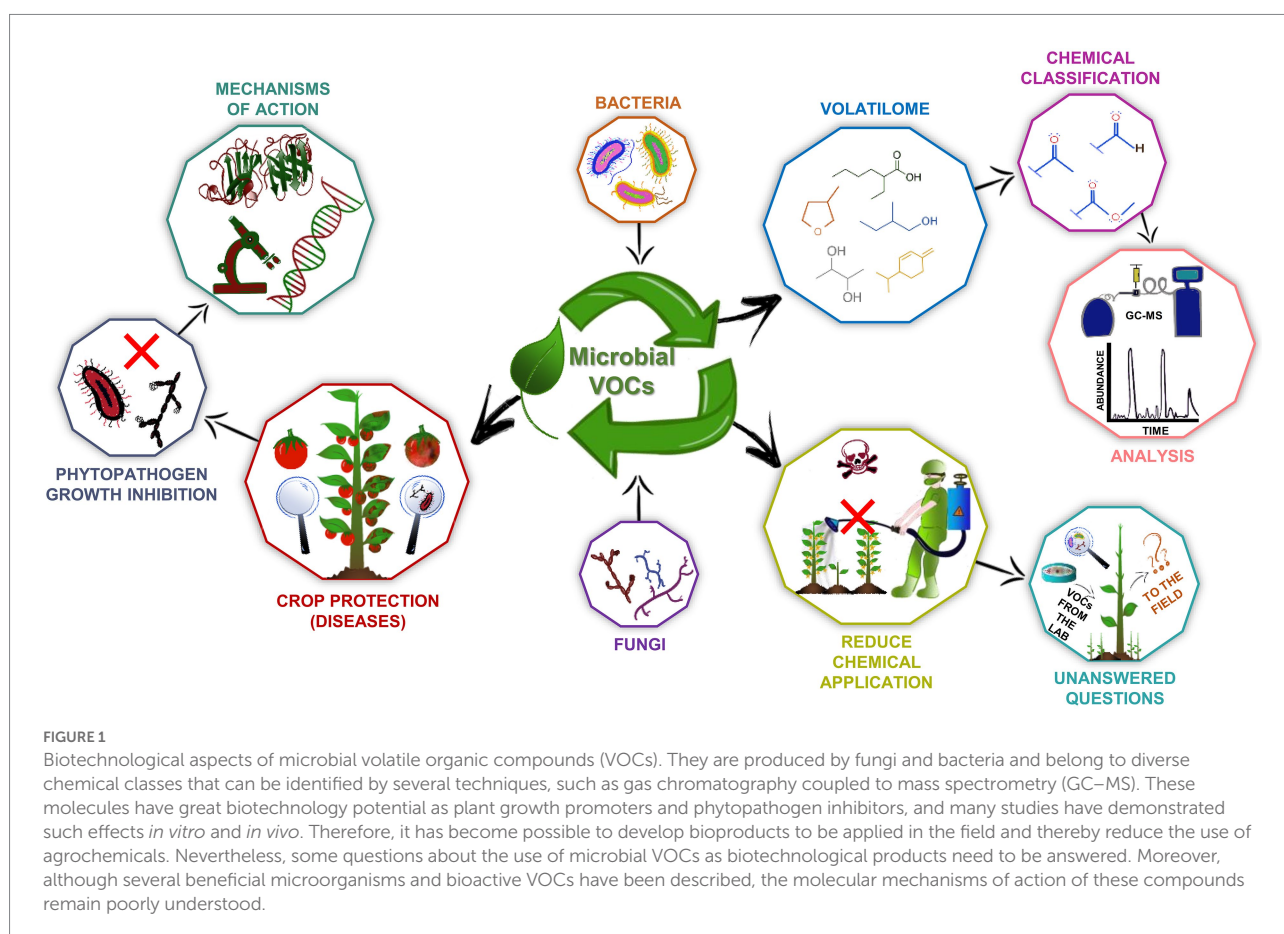 MECHANISMS
OF ACTION
BACTERIA
VOLATILOME
CHEMICAL
CLASSIFICATION
O
OH
O
OH
OH
OH
O
O
H
O
O
GC-MS
ABUNDANCE
TIME
ANALYSIS
Microbial
VOCs
PHYTOPATHOGEN
GROWTH INHIBITION
CROP PROTECTION
(DISEASES)
FUNGI
REDUCE
CHEMICAL
APPLICATION
VOCs
FROM
THE
LAB
? ? ?
TO THE
FIELD
UNANSWERED
QUESTIONS
FIGURE 1
Biotechnological aspects of microbial volatile organic compounds (VOCs). They are produced by fungi and bacteria and belong to diverse
chemical classes that can be identified by several techniques, such as gas chromatography coupled to mass spectrometry (GC–MS). These
molecules have great biotechnology potential as plant growth promoters and phytopathogen inhibitors, and many studies have demonstrated
such effects in vitro and in vivo. Therefore, it has become possible to develop bioproducts to be applied in the field and thereby reduce the use of
agrochemicals. Nevertheless, some questions about the use of microbial VOCs as biotechnological products need to be answered. Moreover,
although several beneficial microorganisms and bioactive VOCs have been described, the molecular mechanisms of action of these compounds
remain poorly understood.